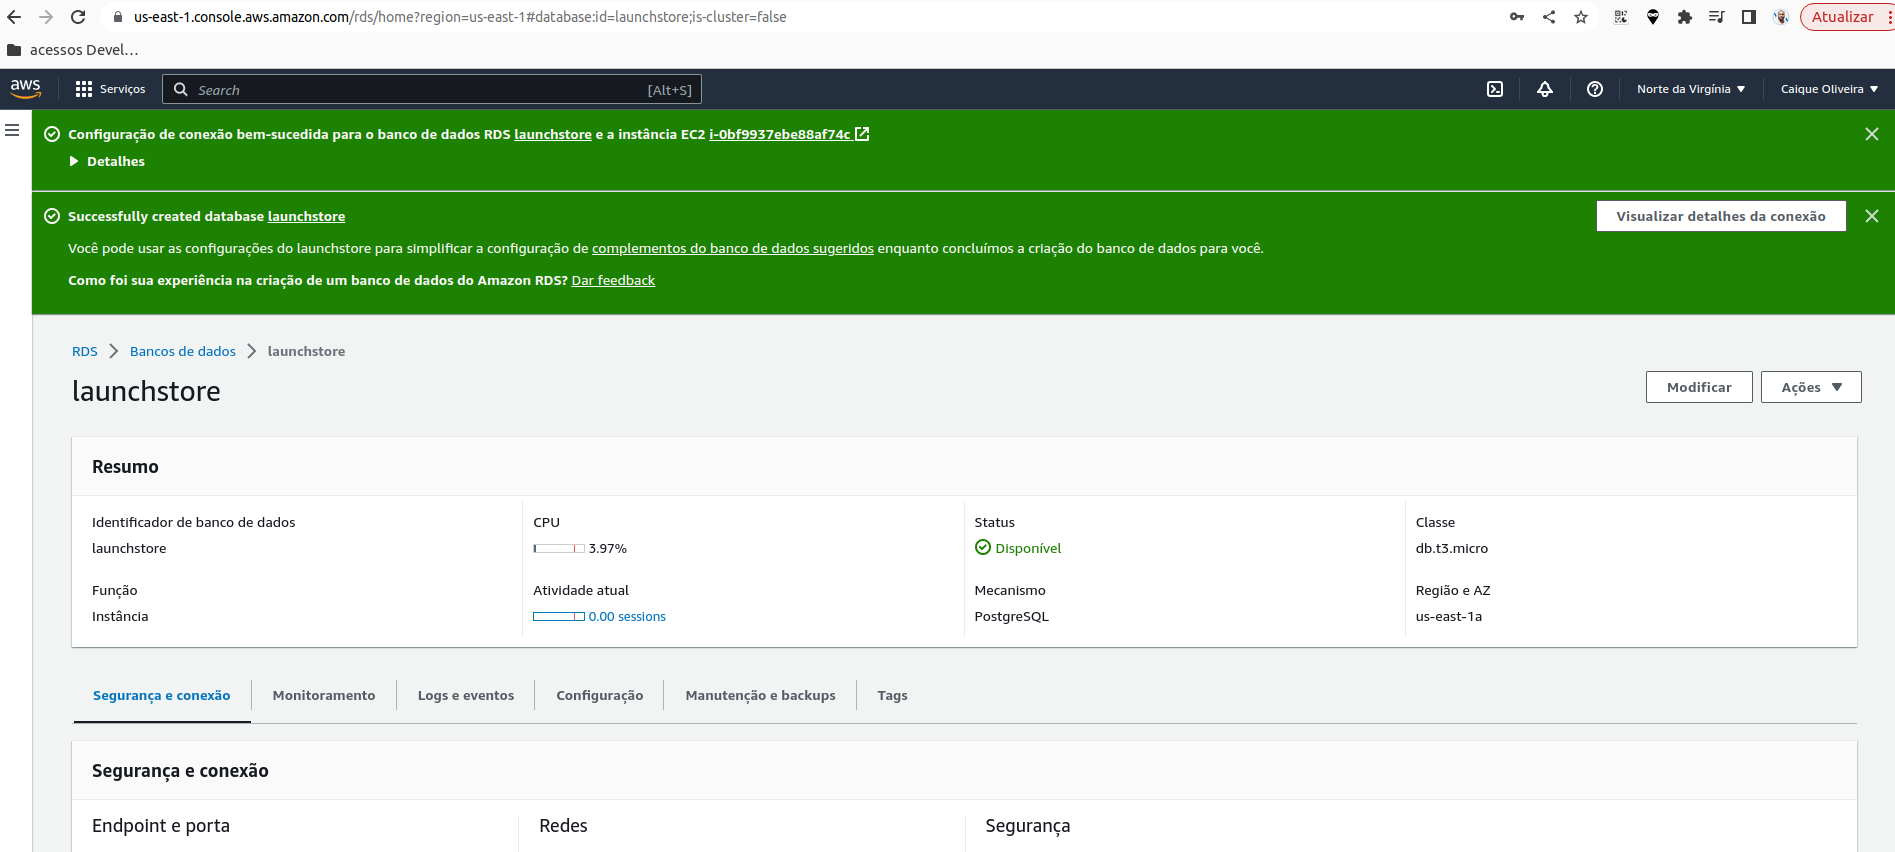 us-east-1.console.aws.amazon.com/rds/home?region=us-east-1#database:id=launchstore;is-cluster=false
Atualizar
acessos Devel...
aws
Serviços
Search
[Alt+S]
Norte da Virgínia
Caique Oliveira
Configuração de conexão bem-sucedida para o banco de dados RDS launchstore e a instância EC2 i-0bf9937ebe88af74c
Detalhes
Successfully created database launchstore
Visualizar detalhes da conexão
Você pode usar as configurações do launchstore para simplificar a configuração de complementos do banco de dados sugeridos enquanto concluímos a criação do banco de dados para você.
Como foi sua experiência na criação de um banco de dados do Amazon RDS? Dar feedback
RDS > Bancos de dados > launchstore
launchstore
Modificar
Ações
Resumo
Identificador de banco de dados
launchstore
CPU
3.97%
Status
Disponível
Classe
db.t3.micro
Função
Instância
Atividade atual
0.00 sessions
Mecanismo
PostgreSQL
Região e AZ
us-east-1a
Segurança e conexão
Monitoramento
Logs e eventos
Configuração
Manutenção e backups
Tags
Segurança e conexão
Endpoint e porta
Redes
Segurança